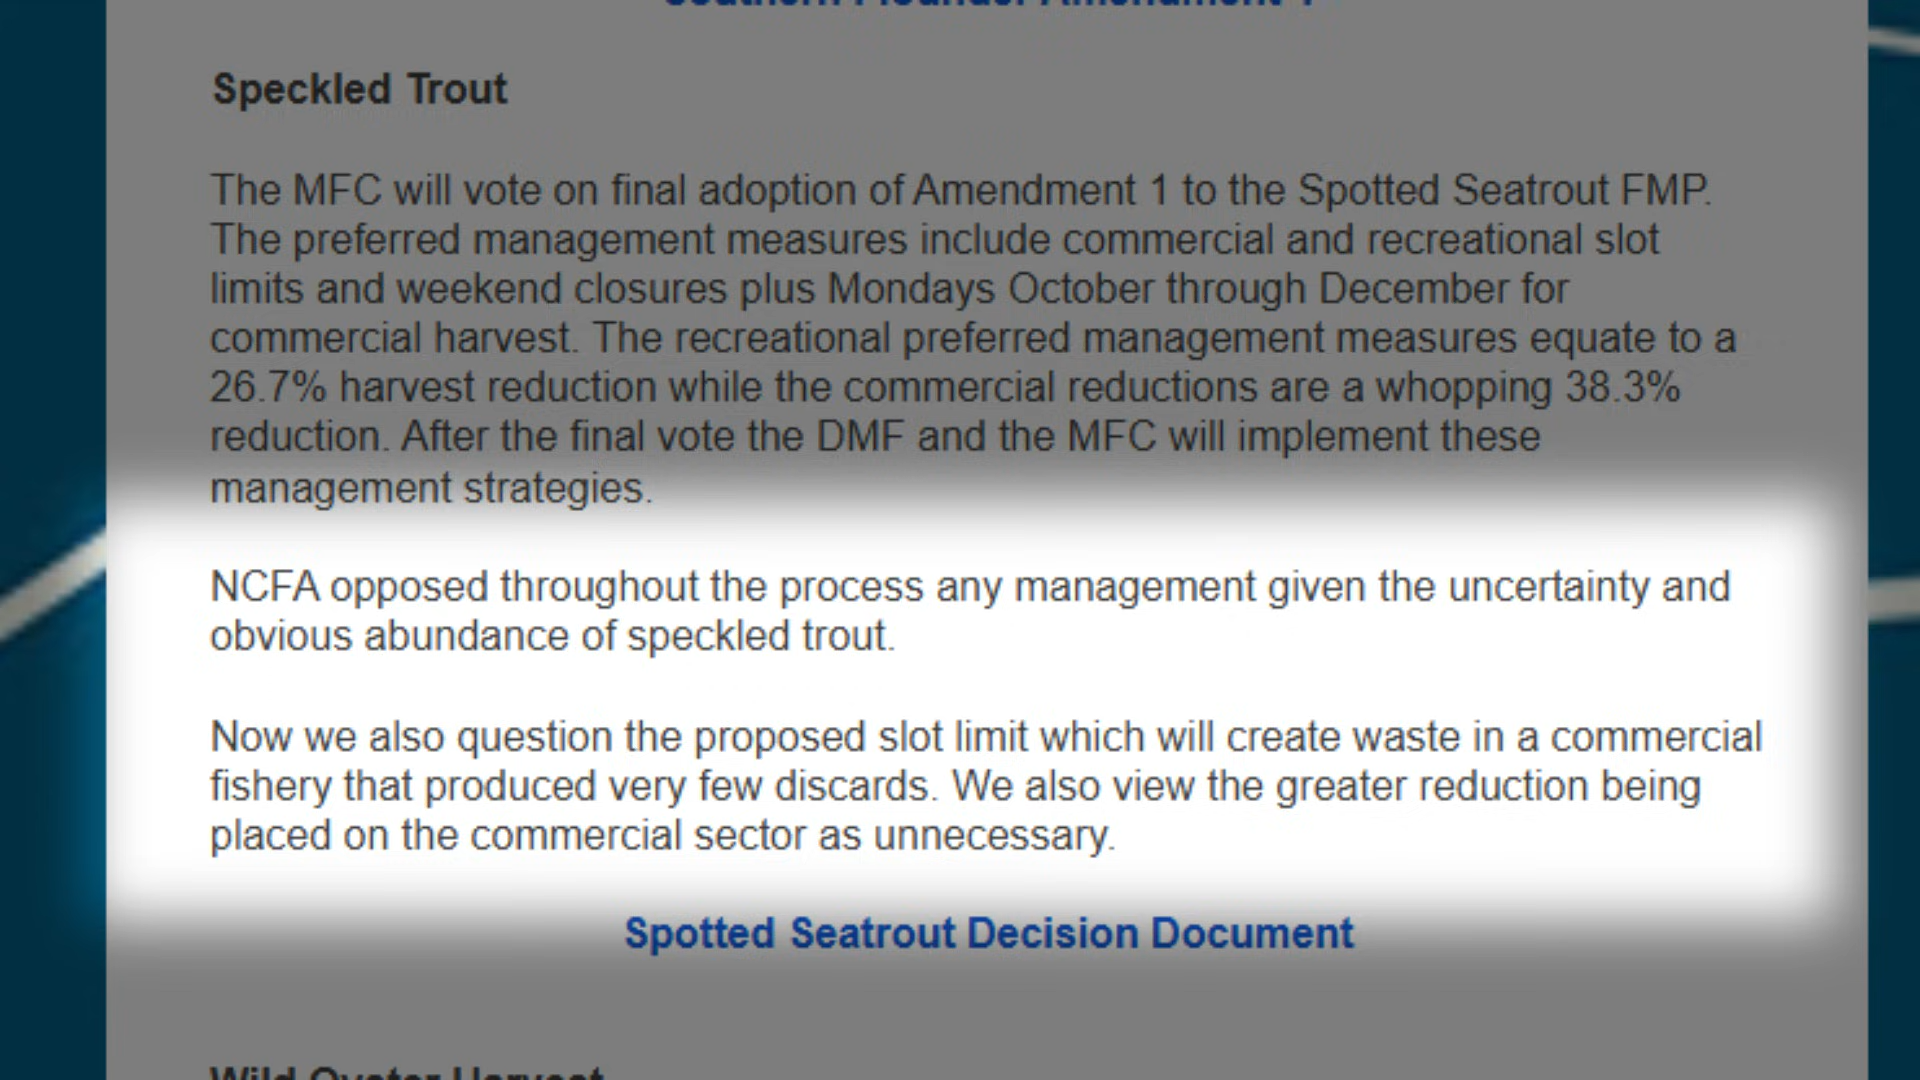 Speckled Trout
The MFC will vote on final adoption of Amendment 1 to the Spotted Seatrout FMP.
The preferred management measures include commercial and recreational slot
limits and weekend closures plus Mondays October through December for
commercial harvest. The recreational preferred management measures equate to a
26.7% harvest reduction while the commercial reductions are a whopping 38.3%
reduction. After the final vote the DMF and the MFC will implement these
management strategies.
NCFA opposed throughout the process any management given the uncertainty and
obvious abundance of speckled trout.
Now we also question the proposed slot limit which will create waste in a commercial
fishery that produced very few discards. We also view the greater reduction being
placed on the commercial sector as unnecessary.
Spotted Seatrout Decision Document
Wild Oyster Harvest